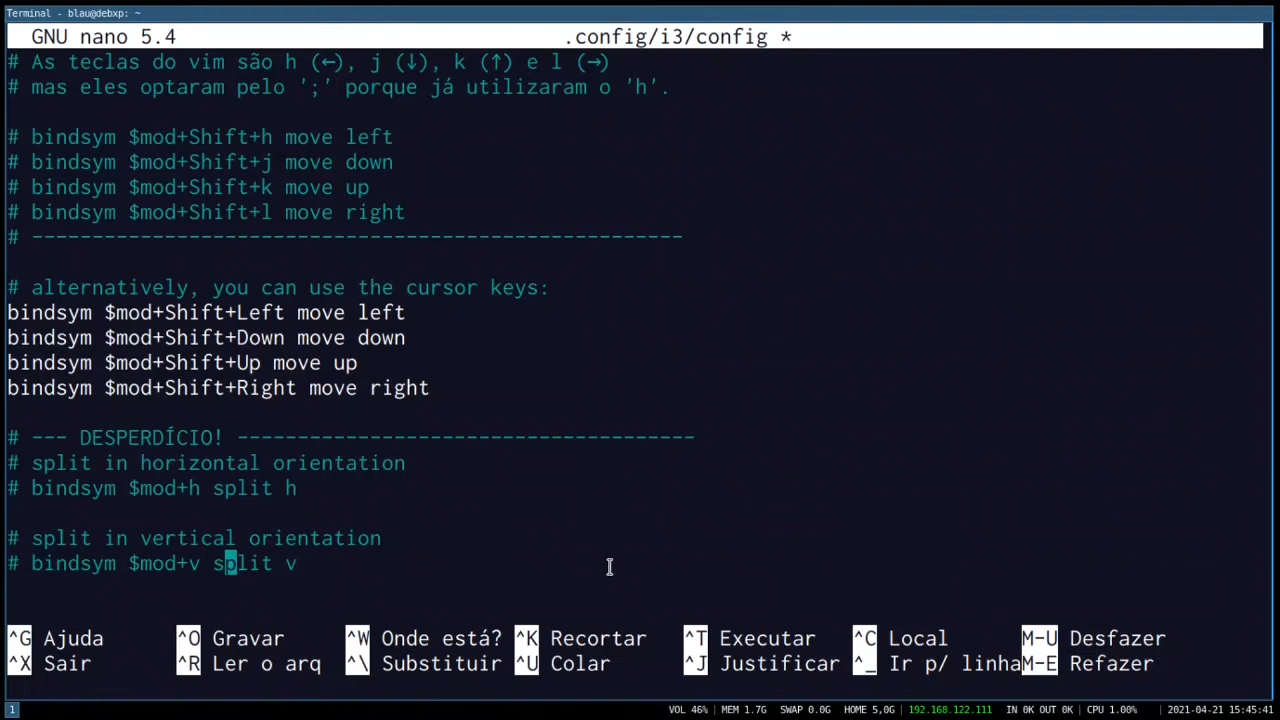 Terminal - blau@debxp: ~
GNU nano 5.4 .config/i3/config *
# As teclas do vim são h (←), j (↓), k (↑) e l (→)
# mas eles optaram pelo ';' porque já utilizaram o 'h'.
# bindsym $mod+Shift+h move left
# bindsym $mod+Shift+j move down
# bindsym $mod+Shift+k move up
# bindsym $mod+Shift+l move right
# ------------------------------------------------------
# alternatively, you can use the cursor keys:
bindsym $mod+Shift+Left move left
bindsym $mod+Shift+Down move down
bindsym $mod+Shift+Up move up
bindsym $mod+Shift+Right move right
# --- DESPERDÍCIO! --------------------------------------
# split in horizontal orientation
# bindsym $mod+h split h
# split in vertical orientation
# bindsym $mod+v split v
^G Ajuda ^O Gravar ^W Onde está? ^K Recortar ^T Executar ^C Local M-U Desfazer
^X Sair ^R Ler o arq ^\ Substituir ^U Colar ^J Justificar ^_ Ir p/ linha M-E Refazer
1 VOL 46% | MEM 1.7G SWAP 0.0G HOME 5,0G | 192.168.122.111 IN 0K OUT 0K | CPU 1.00% | 2021-04-21 15:45:41